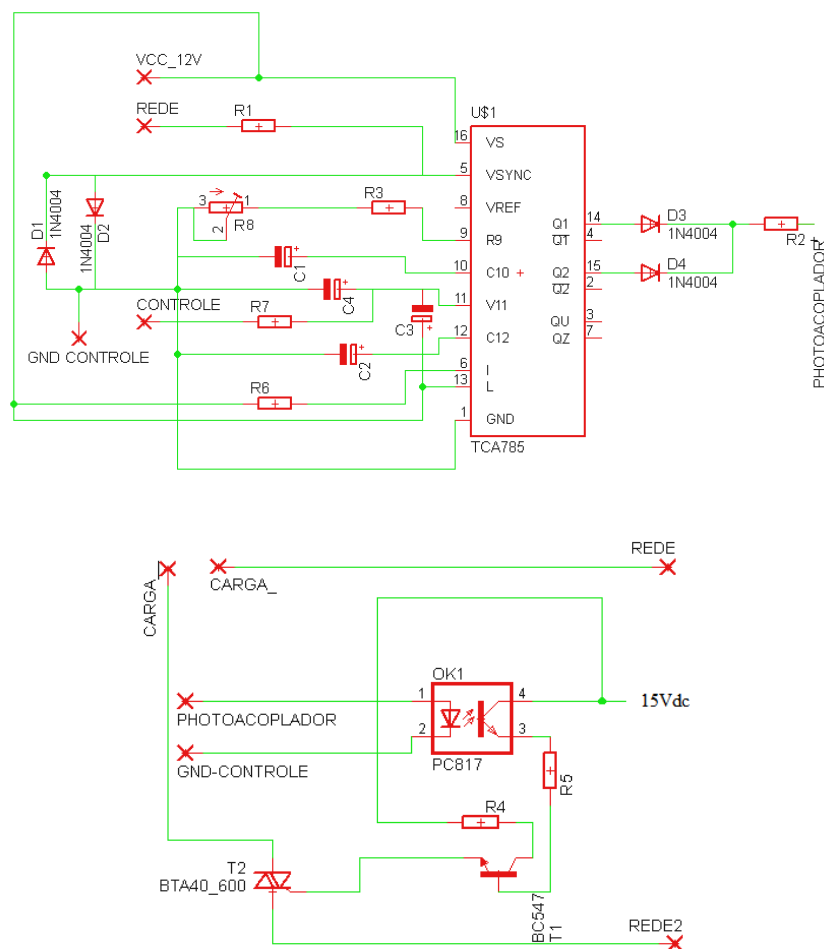 VCC_12V
REDE
R1
U$1
16
VS
5
VSYNC
8
VREF
D1
1N4004
1N4004
D2
3
1
2
R8
R3
9
R9
C1
+
10
C10
+
CONTROLE
C4
+
R7
11
V11
C3
+
12
C12
C2
+
GND CONTROLE
6
I
13
L
R6
1
GND
TCA785
Q1
14
Q1
4
Q2
15
Q2
2
QU
3
QZ
7
D3
1N4004
D4
1N4004
R2
PHOTOACOPLADOR
+
REDE
CARGA_
CARGA_
OK1
1
4
15Vdc
PHOTOACOPLADOR
2
3
GND-CONTROLE
PC817
R5
R4
T2
BTA40_600
BC547
T1
REDE2